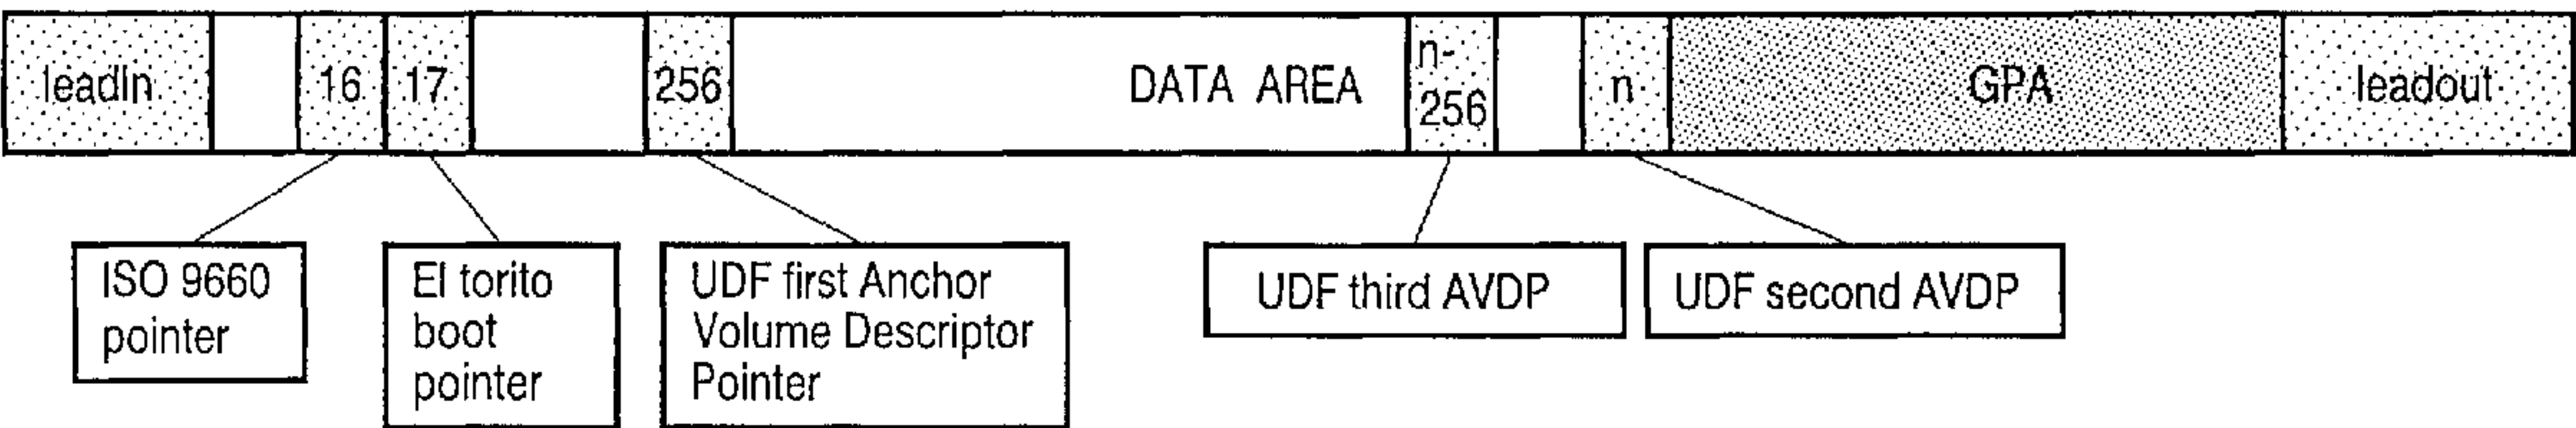 leadIn
16
17
256
DATA AREA
n-
256
n
GPA
leadout
ISO 9660
pointer
El torito
boot
pointer
UDF first Anchor
Volume Descriptor
Pointer
UDF third AVDP
UDF second AVDP